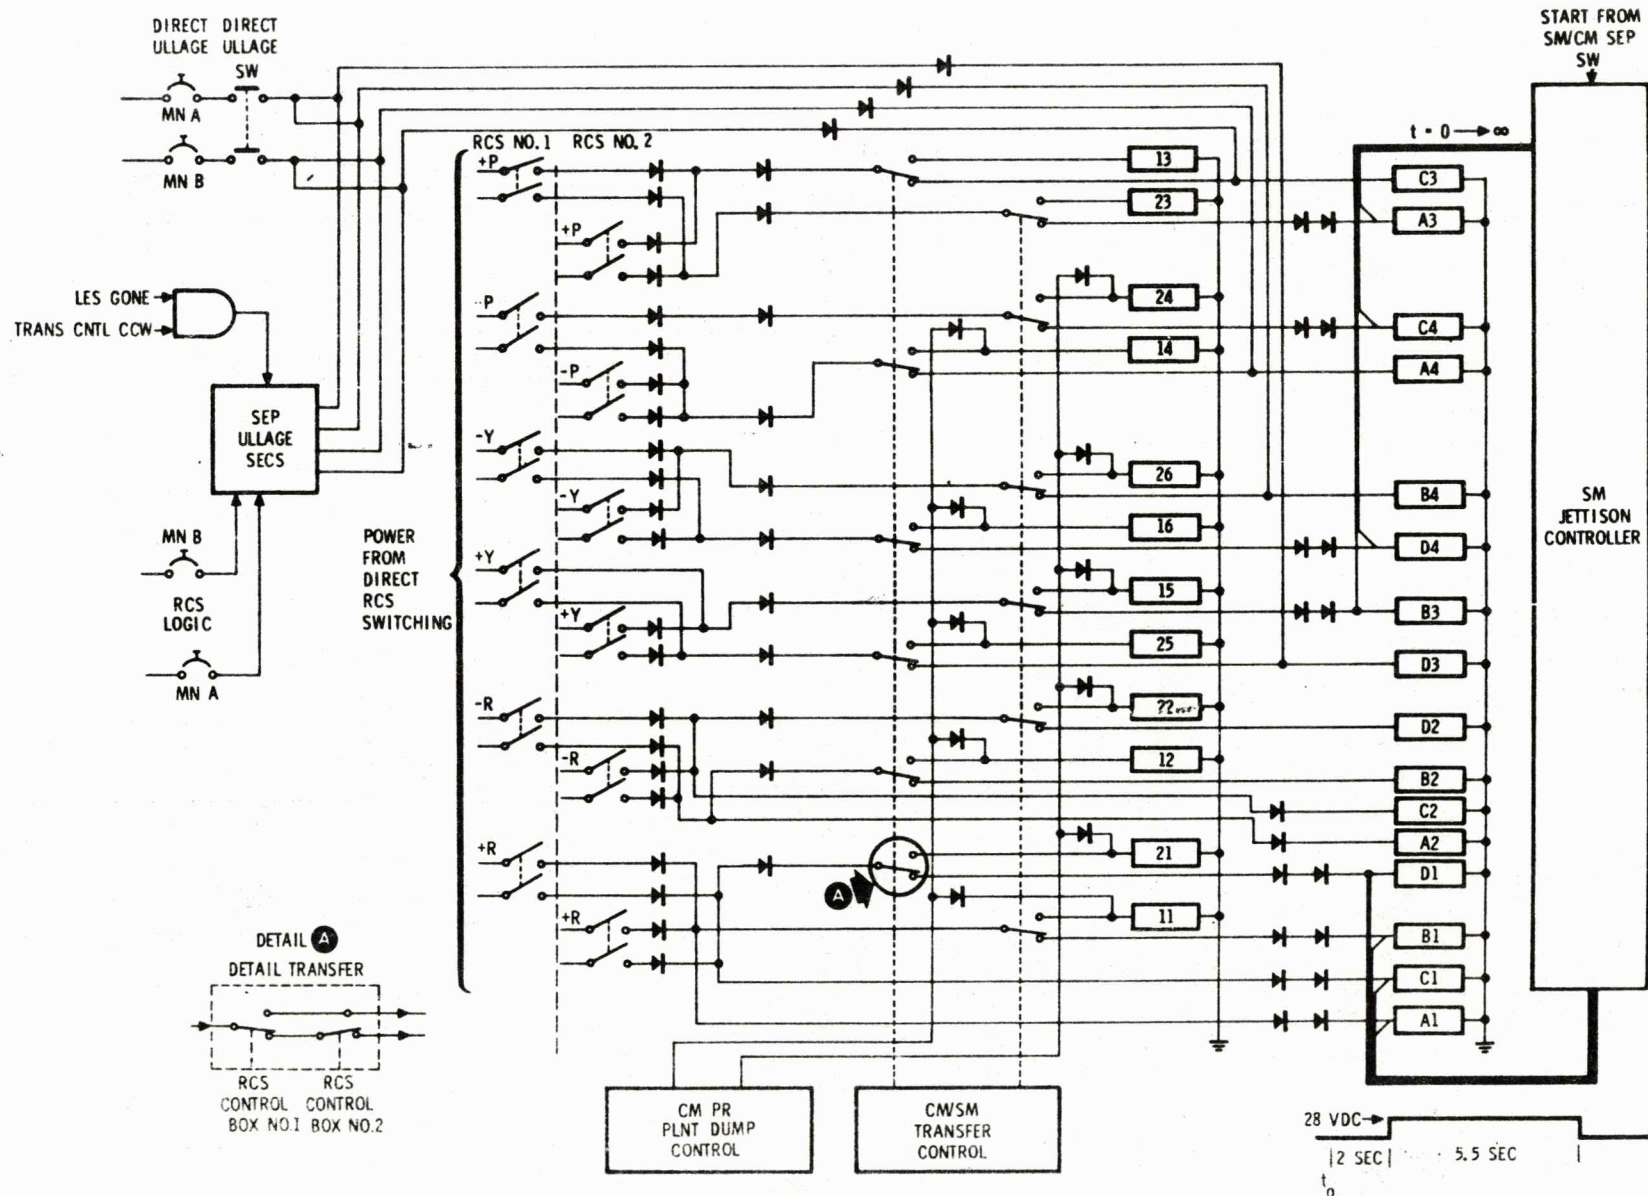 DIRECT DIRECT
ULLAGE ULLAGE
SW
MN A
MN B
RCS NO.1 RCS NO.2
START FROM
SM/CM SEP
SW
t = 0 → ∞
LES GONE
TRANS CNTL CCW
SEP
ULLAGE
SECS
MN B
RCS
LOGIC
MN A
POWER
FROM
DIRECT
RCS
SWITCHING
+P
+P
-P
-P
-Y
-Y
+Y
+Y
-R
-R
+R
+R
13
23
24
14
26
16
15
25
12
21
11
C3
A3
C4
A4
B4
D4
B3
D3
D2
B2
C2
A2
D1
B1
C1
A1
SM
JETTISON
CONTROLLER
A
DETAIL A
DETAIL TRANSFER
RCS RCS
CONTROL CONTROL
BOX NO.1 BOX NO.2
CM PR
PLNT DUMP
CONTROL
CM/SM
TRANSFER
CONTROL
28 VDC
2 SEC 5.5 SEC
t₀